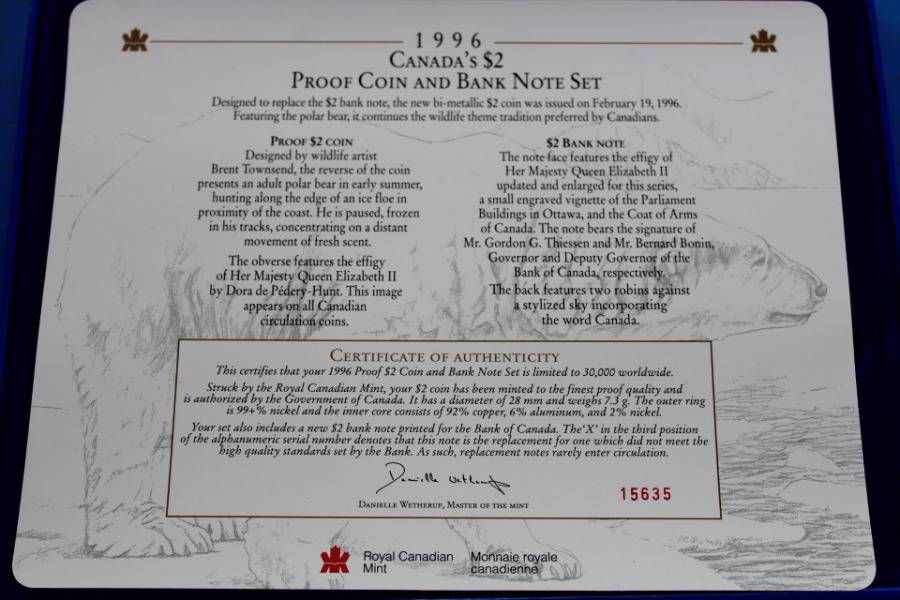 1996
CANADA'S $2
PROOF COIN AND BANK NOTE SET
Designed to replace the $2 bank note, the new bi-metallic $2 coin was issued on February 19, 1996.
Featuring the polar bear, it continues the wildlife theme tradition preferred by Canadians.
PROOF $2 COIN
Designed by wildlife artist
Brent Townsend, the reverse of the coin
presents an adult polar bear in early summer,
hunting along the edge of an ice floe in
proximity of the coast. He is paused, frozen
in his tracks, concentrating on a distant
movement of fresh scent.
The obverse features the effigy
of Her Majesty Queen Elizabeth II
by Dora de Pédery-Hunt. This image
appears on all Canadian
circulation coins.
$2 BANK NOTE
The note face features the effigy of
Her Majesty Queen Elizabeth II
updated and enlarged for this series,
a small engraved vignette of the Parliament
Buildings in Ottawa, and the Coat of Arms
of Canada. The note bears the signature of
Mr. Gordon G. Thiessen and Mr. Bernard Bonin,
Governor and Deputy Governor of the
Bank of Canada, respectively.
The back features two robins against
a stylized sky incorporating
the word Canada.
CERTIFICATE OF AUTHENTICITY
This certifies that your 1996 Proof $2 Coin and Bank Note Set is limited to 30,000 worldwide.
Struck by the Royal Canadian Mint, your $2 coin has been minted to the finest proof quality and
is authorized by the Government of Canada. It has a diameter of 28 mm and weighs 7.3 g. The outer ring
is 99+% nickel and the inner core consists of 92% copper, 6% aluminum, and 2% nickel.
Your set also includes a new $2 bank note printed for the Bank of Canada. The 'X' in the third position
of the alphanumeric serial number denotes that this note is the replacement for one which did not meet the
high quality standards set by the Bank. As such, replacement notes rarely enter circulation.
Danielle Wetherup
15635
DANIELLE WETHERUP, MASTER OF THE MINT
Royal Canadian Mint
Monnaie royale canadienne